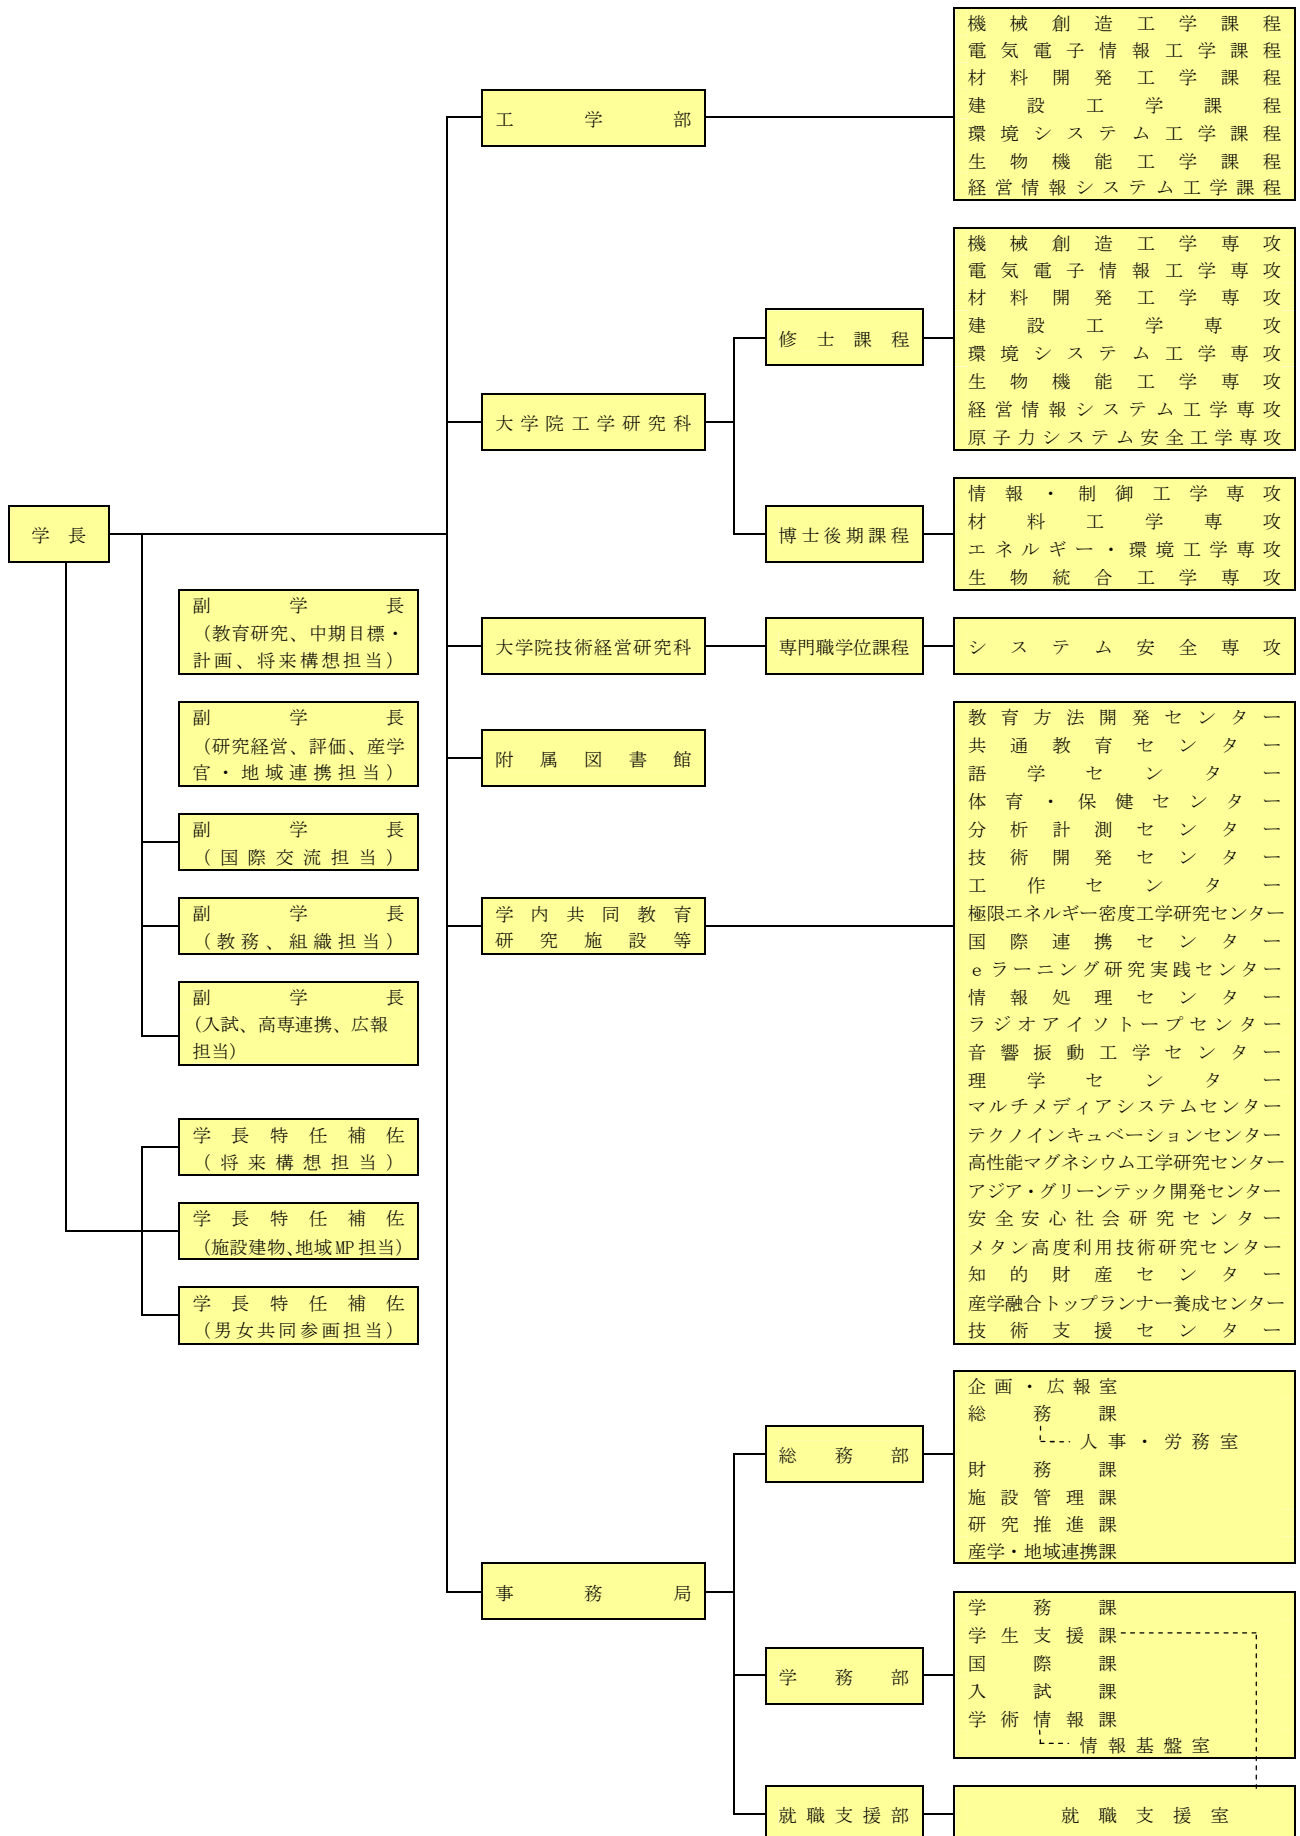 学長
副学長
(教育研究、中期目標・
計画、将来構想担当)
副学長
(研究経営、評価、産学
官・地域連携担当)
副学長
(国際交流担当)
副学長
(教務、組織担当)
副学長
(入試、高専連携、広報
担当)
学長特任補佐
(将来構想担当)
学長特任補佐
(施設建物、地域MP担当)
学長特任補佐
(男女共同参画担当)
工学部
機械創造工学課程
電気電子情報工学課程
材料開発工学課程
建設工学課程
環境システム工学課程
生物機能工学課程
経営情報システム工学課程
大学院工学研究科
修士課程
機械創造工学専攻
電気電子情報工学専攻
材料開発工学専攻
建設工学専攻
環境システム工学専攻
生物機能工学専攻
経営情報システム工学専攻
原子力システム安全工学専攻
博士後期課程
情報・制御工学専攻
材料工学専攻
エネルギー・環境工学専攻
生物統合工学専攻
大学院技術経営研究科
専門職学位課程
システム安全専攻
附属図書館
学内共同教育
研究施設等
教育方法開発センター
共通教育センター
語学センター
体育・保健センター
分析計測センター
技術開発センター
工作センター
極限エネルギー密度工学研究センター
国際連携センター
eラーニング研究実践センター
情報処理センター
ラジオアイソトープセンター
音響振動工学センター
理学センター
マルチメディアシステムセンター
テクノインキュベーションセンター
高性能マグネシウム工学研究センター
アジア・グリーンテック開発センター
安全安心社会研究センター
メタン高度利用技術研究センター
知的財産センター
産学融合トップランナー養成センター
技術支援センター
事務局
総務部
企画・広報室
総務課
人事・労務室
財務課
施設管理課
研究推進課
産学・地域連携課
学務部
学務課
学生支援課
国際課
入試課
学術情報課
情報基盤室
就職支援部
就職支援室